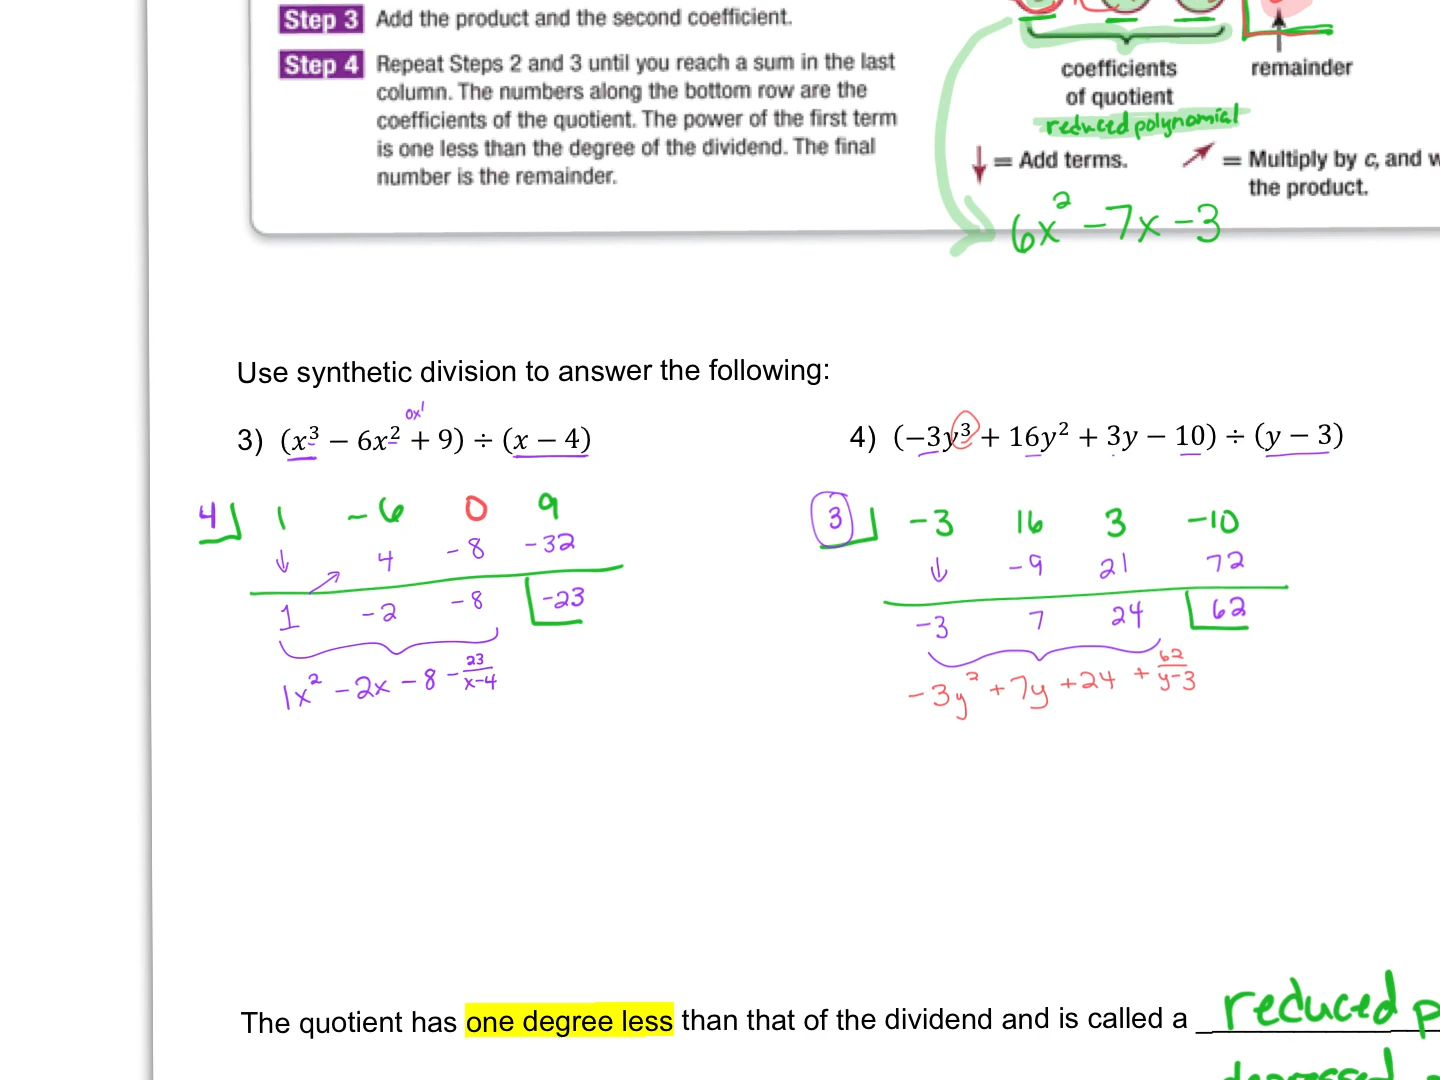 Step 3 Add the product and the second coefficient.
Step 4 Repeat Steps 2 and 3 until you reach a sum in the last
column. The numbers along the bottom row are the
coefficients of the quotient. The power of the first term
is one less than the degree of the dividend. The final
number is the remainder.
coefficients
of quotient
reduced polynomial
remainder
↓ = Add terms.
↗ = Multiply by c, and w
the product.
6x² − 7x − 3
Use synthetic division to answer the following:
0x¹
3) (x³ − 6x² + 9) ÷ (x − 4)
4 1 −6 0 9
↓ 4 −8 −32
1 −2 −8 −23
1x² − 2x − 8 − 23/x−4
4) (−3y³ + 16y² + 3y − 10) ÷ (y − 3)
3 −3 16 3 −10
↓ −9 21 72
−3 7 24 62
−3y² + 7y + 24 + 62/y−3
The quotient has one degree less than that of the dividend and is called a reduced p